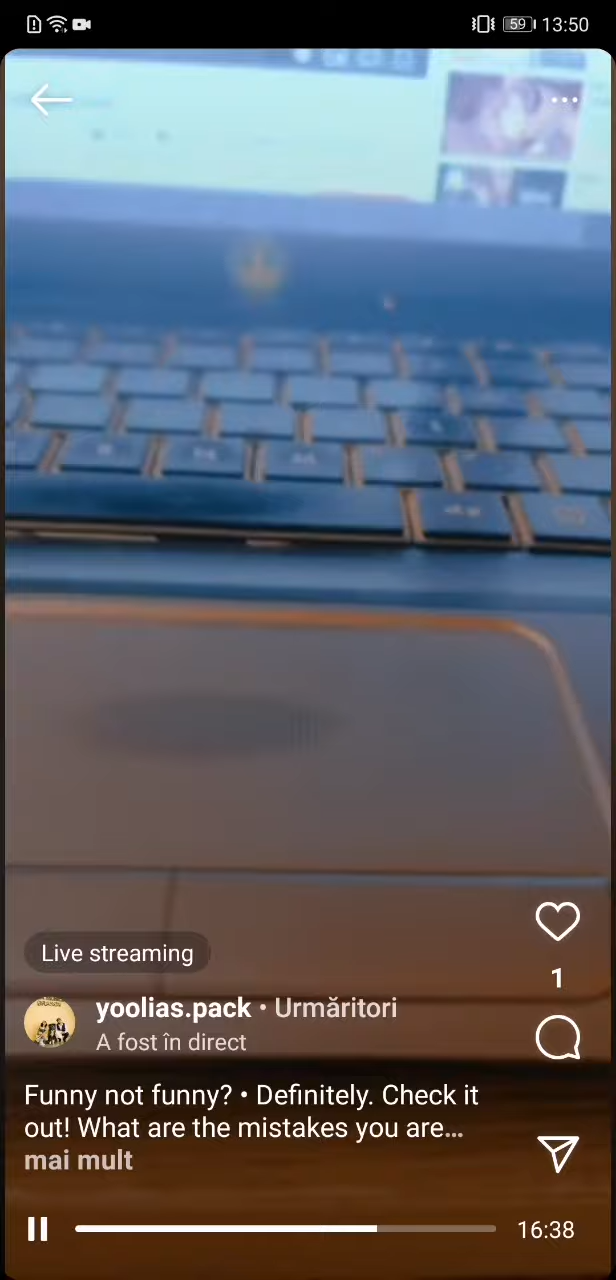 59 13:50
Live streaming
yoolias.pack • Urmăritori
A fost în direct
1
Funny not funny? • Definitely. Check it
out! What are the mistakes you are...
mai mult
16:38